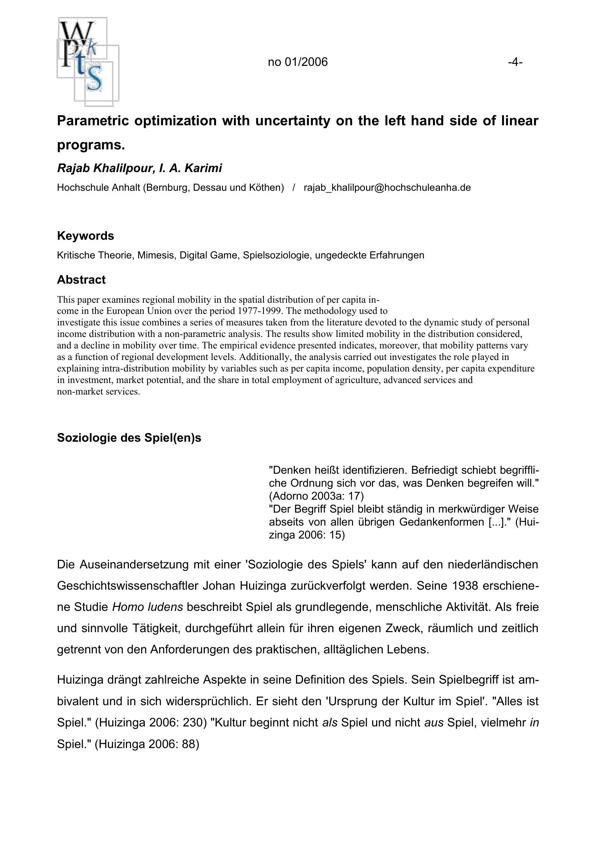 W
Pkt
tS
no 01/2006 -4-
Parametric optimization with uncertainty on the left hand side of linear
programs.
Rajab Khalilpour, I. A. Karimi
Hochschule Anhalt (Bernburg, Dessau und Köthen) / rajab_khalilpour@hochschuleanha.de
Keywords
Kritische Theorie, Mimesis, Digital Game, Spielsoziologie, ungedeckte Erfahrungen
Abstract
This paper examines regional mobility in the spatial distribution of per capita in-
come in the European Union over the period 1977-1999. The methodology used to
investigate this issue combines a series of measures taken from the literature devoted to the dynamic study of personal
income distribution with a non-parametric analysis. The results show limited mobility in the distribution considered,
and a decline in mobility over time. The empirical evidence presented indicates, moreover, that mobility patterns vary
as a function of regional development levels. Additionally, the analysis carried out investigates the role played in
explaining intra-distribution mobility by variables such as per capita income, population density, per capita expenditure
in investment, market potential, and the share in total employment of agriculture, advanced services and
non-market services.
Soziologie des Spiel(en)s
"Denken heißt identifizieren. Befriedigt schiebt begriffli-
che Ordnung sich vor das, was Denken begreifen will."
(Adorno 2003a: 17)
"Der Begriff Spiel bleibt ständig in merkwürdiger Weise
abseits von allen übrigen Gedankenformen [...]." (Hui-
zinga 2006: 15)
Die Auseinandersetzung mit einer 'Soziologie des Spiels' kann auf den niederländischen
Geschichtswissenschaftler Johan Huizinga zurückverfolgt werden. Seine 1938 erschiene-
ne Studie Homo ludens beschreibt Spiel als grundlegende, menschliche Aktivität. Als freie
und sinnvolle Tätigkeit, durchgeführt allein für ihren eigenen Zweck, räumlich und zeitlich
getrennt von den Anforderungen des praktischen, alltäglichen Lebens.
Huizinga drängt zahlreiche Aspekte in seine Definition des Spiels. Sein Spielbegriff ist am-
bivalent und in sich widersprüchlich. Er sieht den 'Ursprung der Kultur im Spiel'. "Alles ist
Spiel." (Huizinga 2006: 230) "Kultur beginnt nicht als Spiel und nicht aus Spiel, vielmehr in
Spiel." (Huizinga 2006: 88)